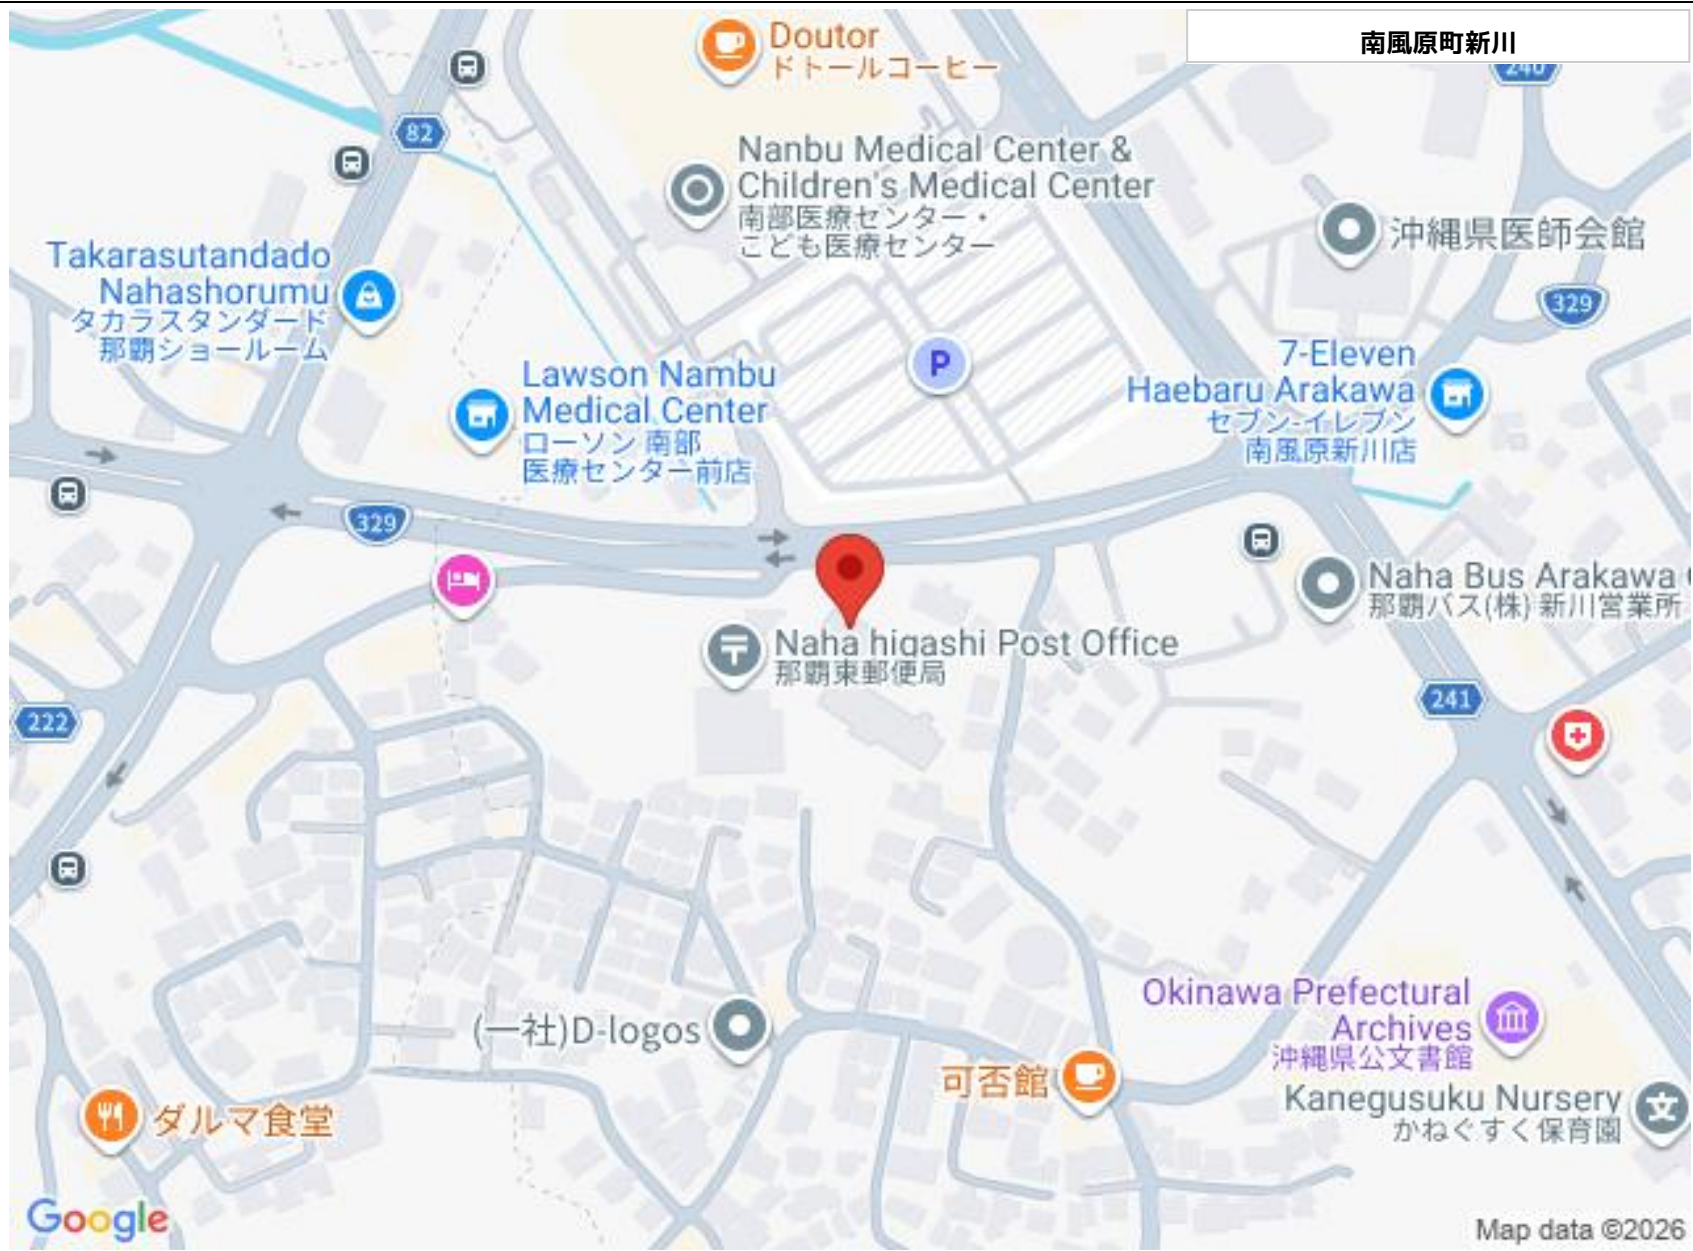 南風原町新川
Doutor
ドトールコーヒー
240
82
Nanbu Medical Center &
Children's Medical Center
南部医療センター・
こども医療センター
沖縄県医師会館
Takarasutandado
Nahashorumu
タカラスタンダード
那覇ショールーム
329
P
7-Eleven
Haebaru Arakawa
セブン-イレブン
南風原新川店
Lawson Nambu
Medical Center
ローソン 南部
医療センター前店
329
Naha Bus Arakawa
那覇バス(株) 新川営業所
Naha higashi Post Office
那覇東郵便局
222
241
Okinawa Prefectural
Archives
沖縄県公文書館
(一社)D-logos
可否館
Kanegusuku Nursery
かねぐすく保育園
ダルマ食堂
Google
Map data ©2026